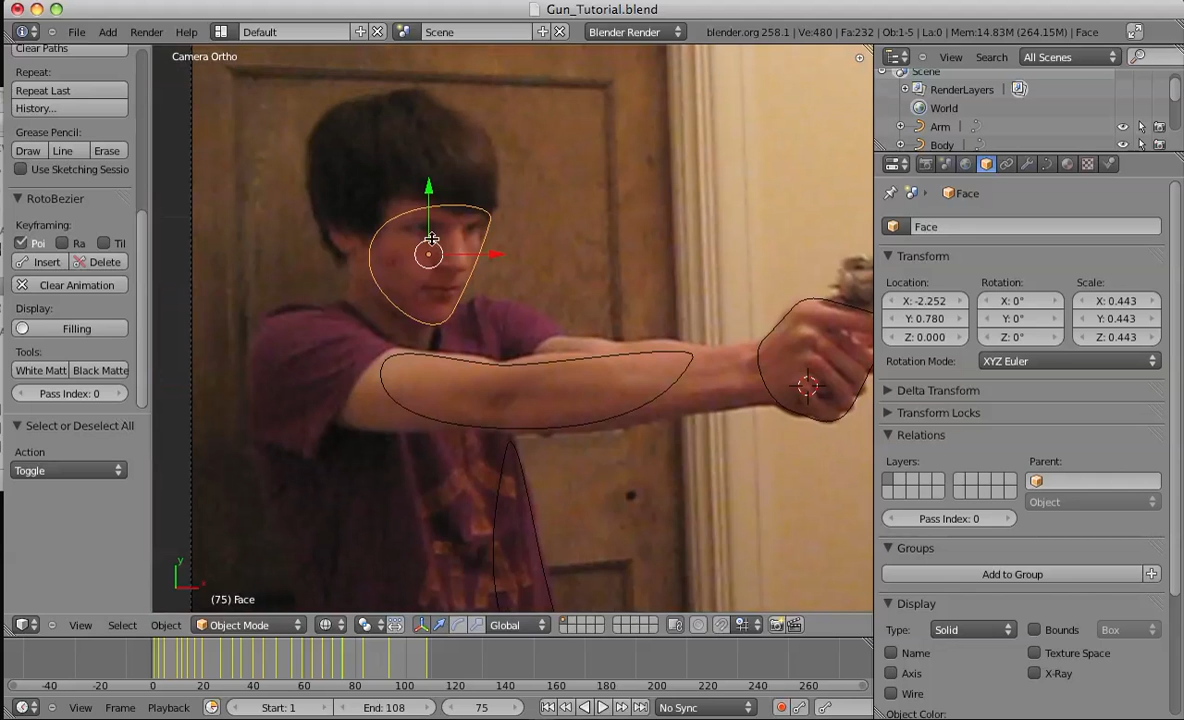 Gun_Tutorial.blend
File Add Render Help Default Scene Blender Render blender.org 258.1 | Ve:480 | Fa:232 | Ob:1-5 | La:0 | Mem:14.83M (264.15M) | Face
Clear Paths
Repeat:
Repeat Last
History...
Grease Pencil:
Draw Line Erase
Use Sketching Sessio
RotoBezier
Keyframing:
Poi Ra Til
Insert Delete
Clear Animation
Display:
Filling
Tools:
White Matt Black Matte
Pass Index: 0
Select or Deselect All
Action
Toggle
Camera Ortho
y
(75) Face
View Select Object Object Mode Global
-40 -20 0 20 40 60 80 100 120 140 160 180 200 220 240 260
View Frame Playback Start: 1 End: 108 75 No Sync
View Search All Scenes
Scene
RenderLayers
World
Arm
Body
Face
Face
Transform
Location: Rotation: Scale:
X: -2.252 X: 0° X: 0.443
Y: 0.780 Y: 0° Y: 0.443
Z: 0.000 Z: 0° Z: 0.443
Rotation Mode: XYZ Euler
Delta Transform
Transform Locks
Relations
Layers: Parent:
Object
Pass Index: 0
Groups
Add to Group
Display
Type: Solid Bounds Box
Name Texture Space
Axis X-Ray
Wire
Object Color: